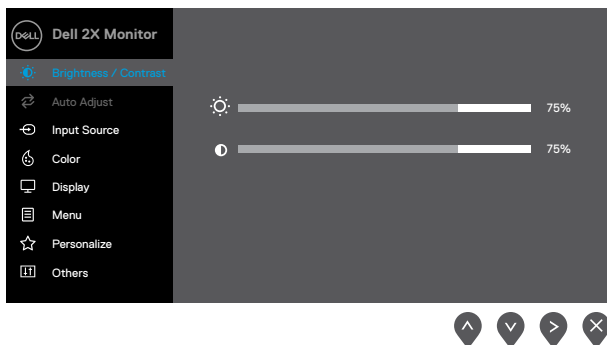 DELL Dell 2X Monitor
Brightness / Contrast
Auto Adjust
75%
Input Source
75%
Color
Display
Menu
Personalize
Others